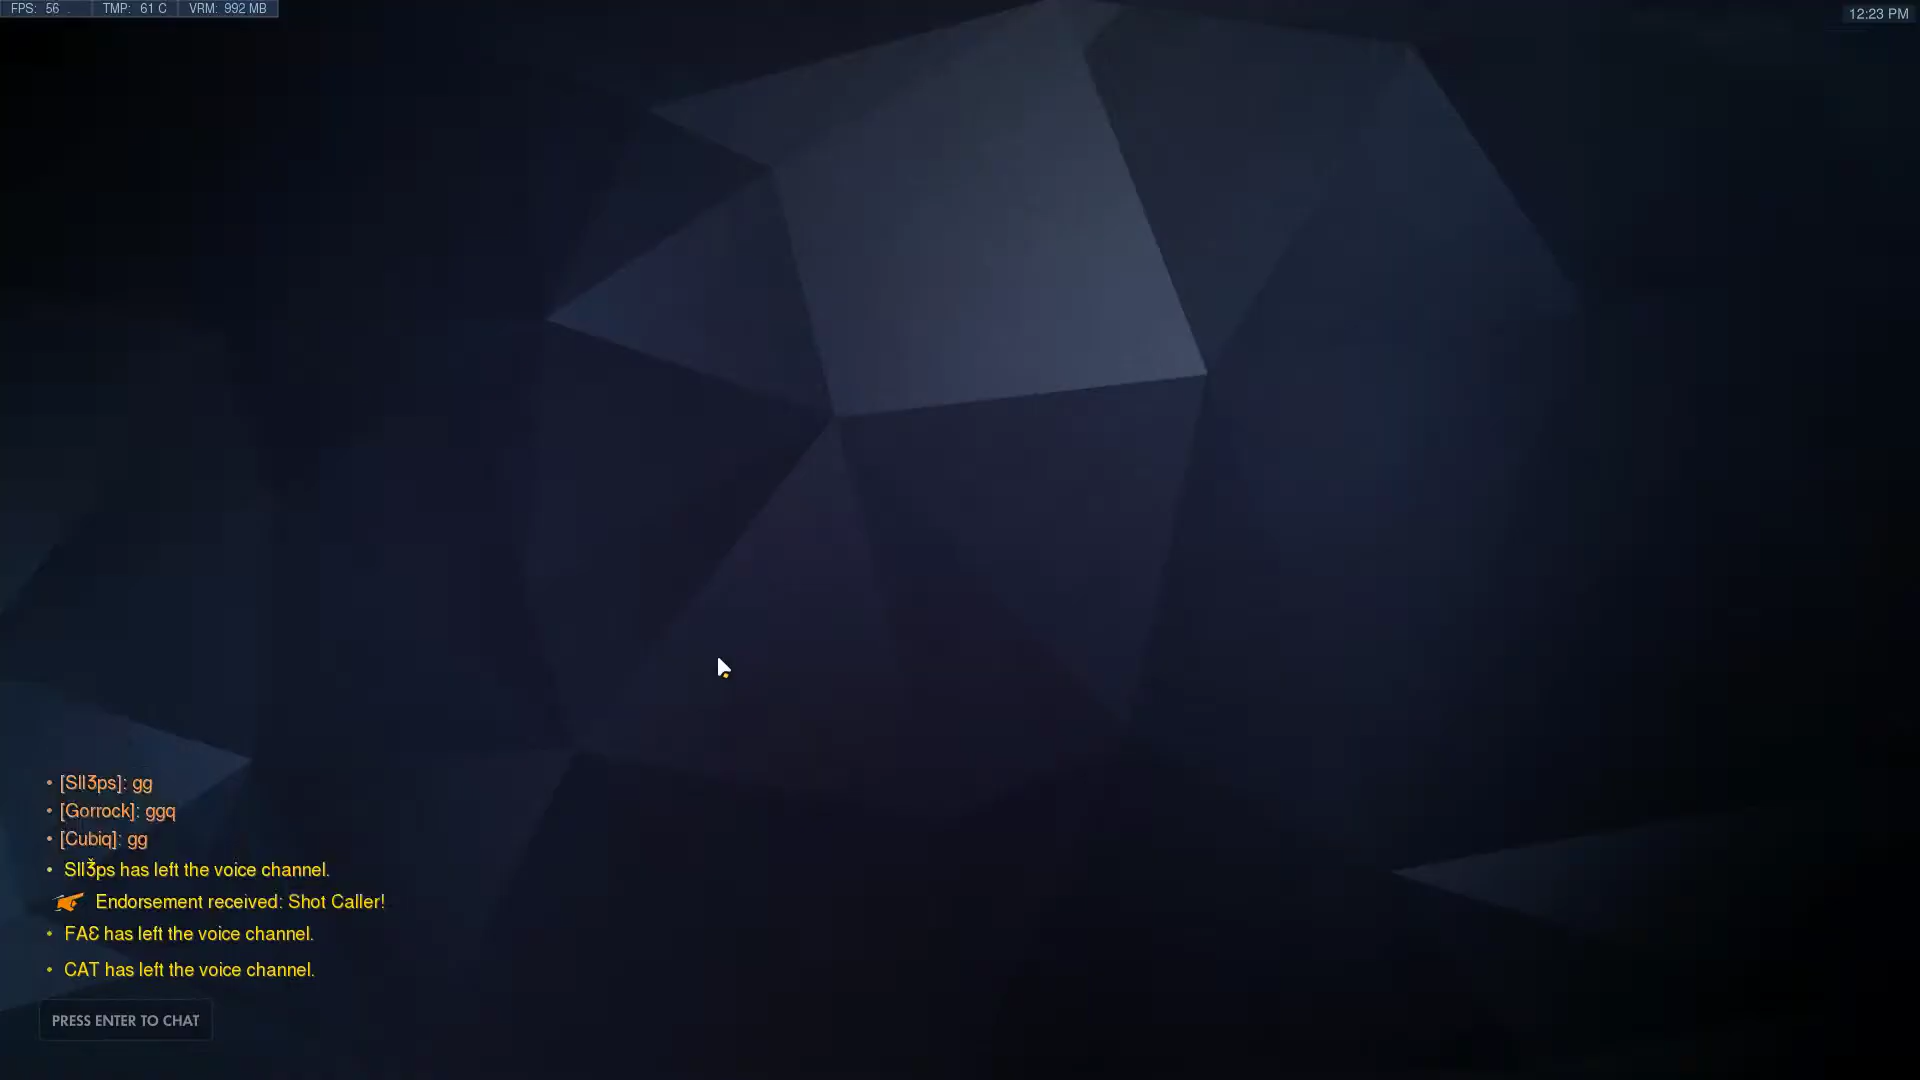 FPS: 56 TMP: 61 C VRM: 992 MB
12:23 PM
• [Sll3ps]: gg
• [Gorrock]: ggq
• [Cubiq]: gg
• Sll3̌ps has left the voice channel.
Endorsement received: Shot Caller!
• FAƐ has left the voice channel.
• CAT has left the voice channel.
PRESS ENTER TO CHAT